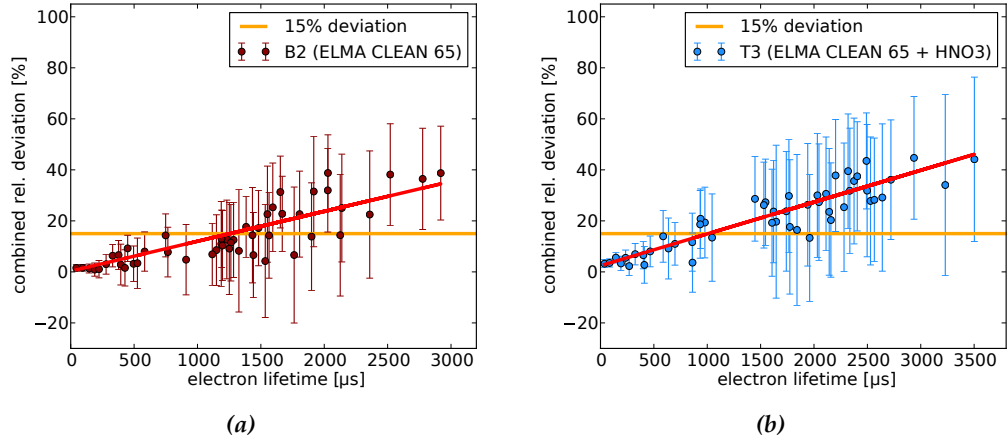 15% deviation
B2 (ELMA CLEAN 65)
combined rel. deviation [%]
100
80
60
40
20
0
−20
0 500 1000 1500 2000 2500 3000
electron lifetime [µs]
(a)
15% deviation
T3 (ELMA CLEAN 65 + HNO3)
combined rel. deviation [%]
100
80
60
40
20
0
−20
0 500 1000 1500 2000 2500 3000 3500
electron lifetime [µs]
(b)